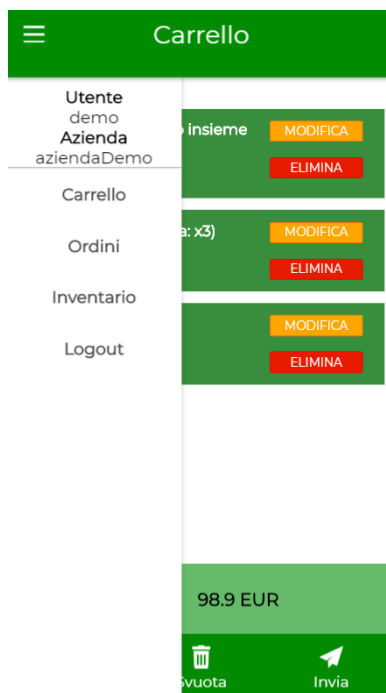 Carrello
Utente
demo
Azienda
aziendaDemo
Carrello
Ordini
Inventario
Logout
insieme
MODIFICA
ELIMINA
x3)
MODIFICA
ELIMINA
MODIFICA
ELIMINA
98.9 EUR
Svuota
Invia